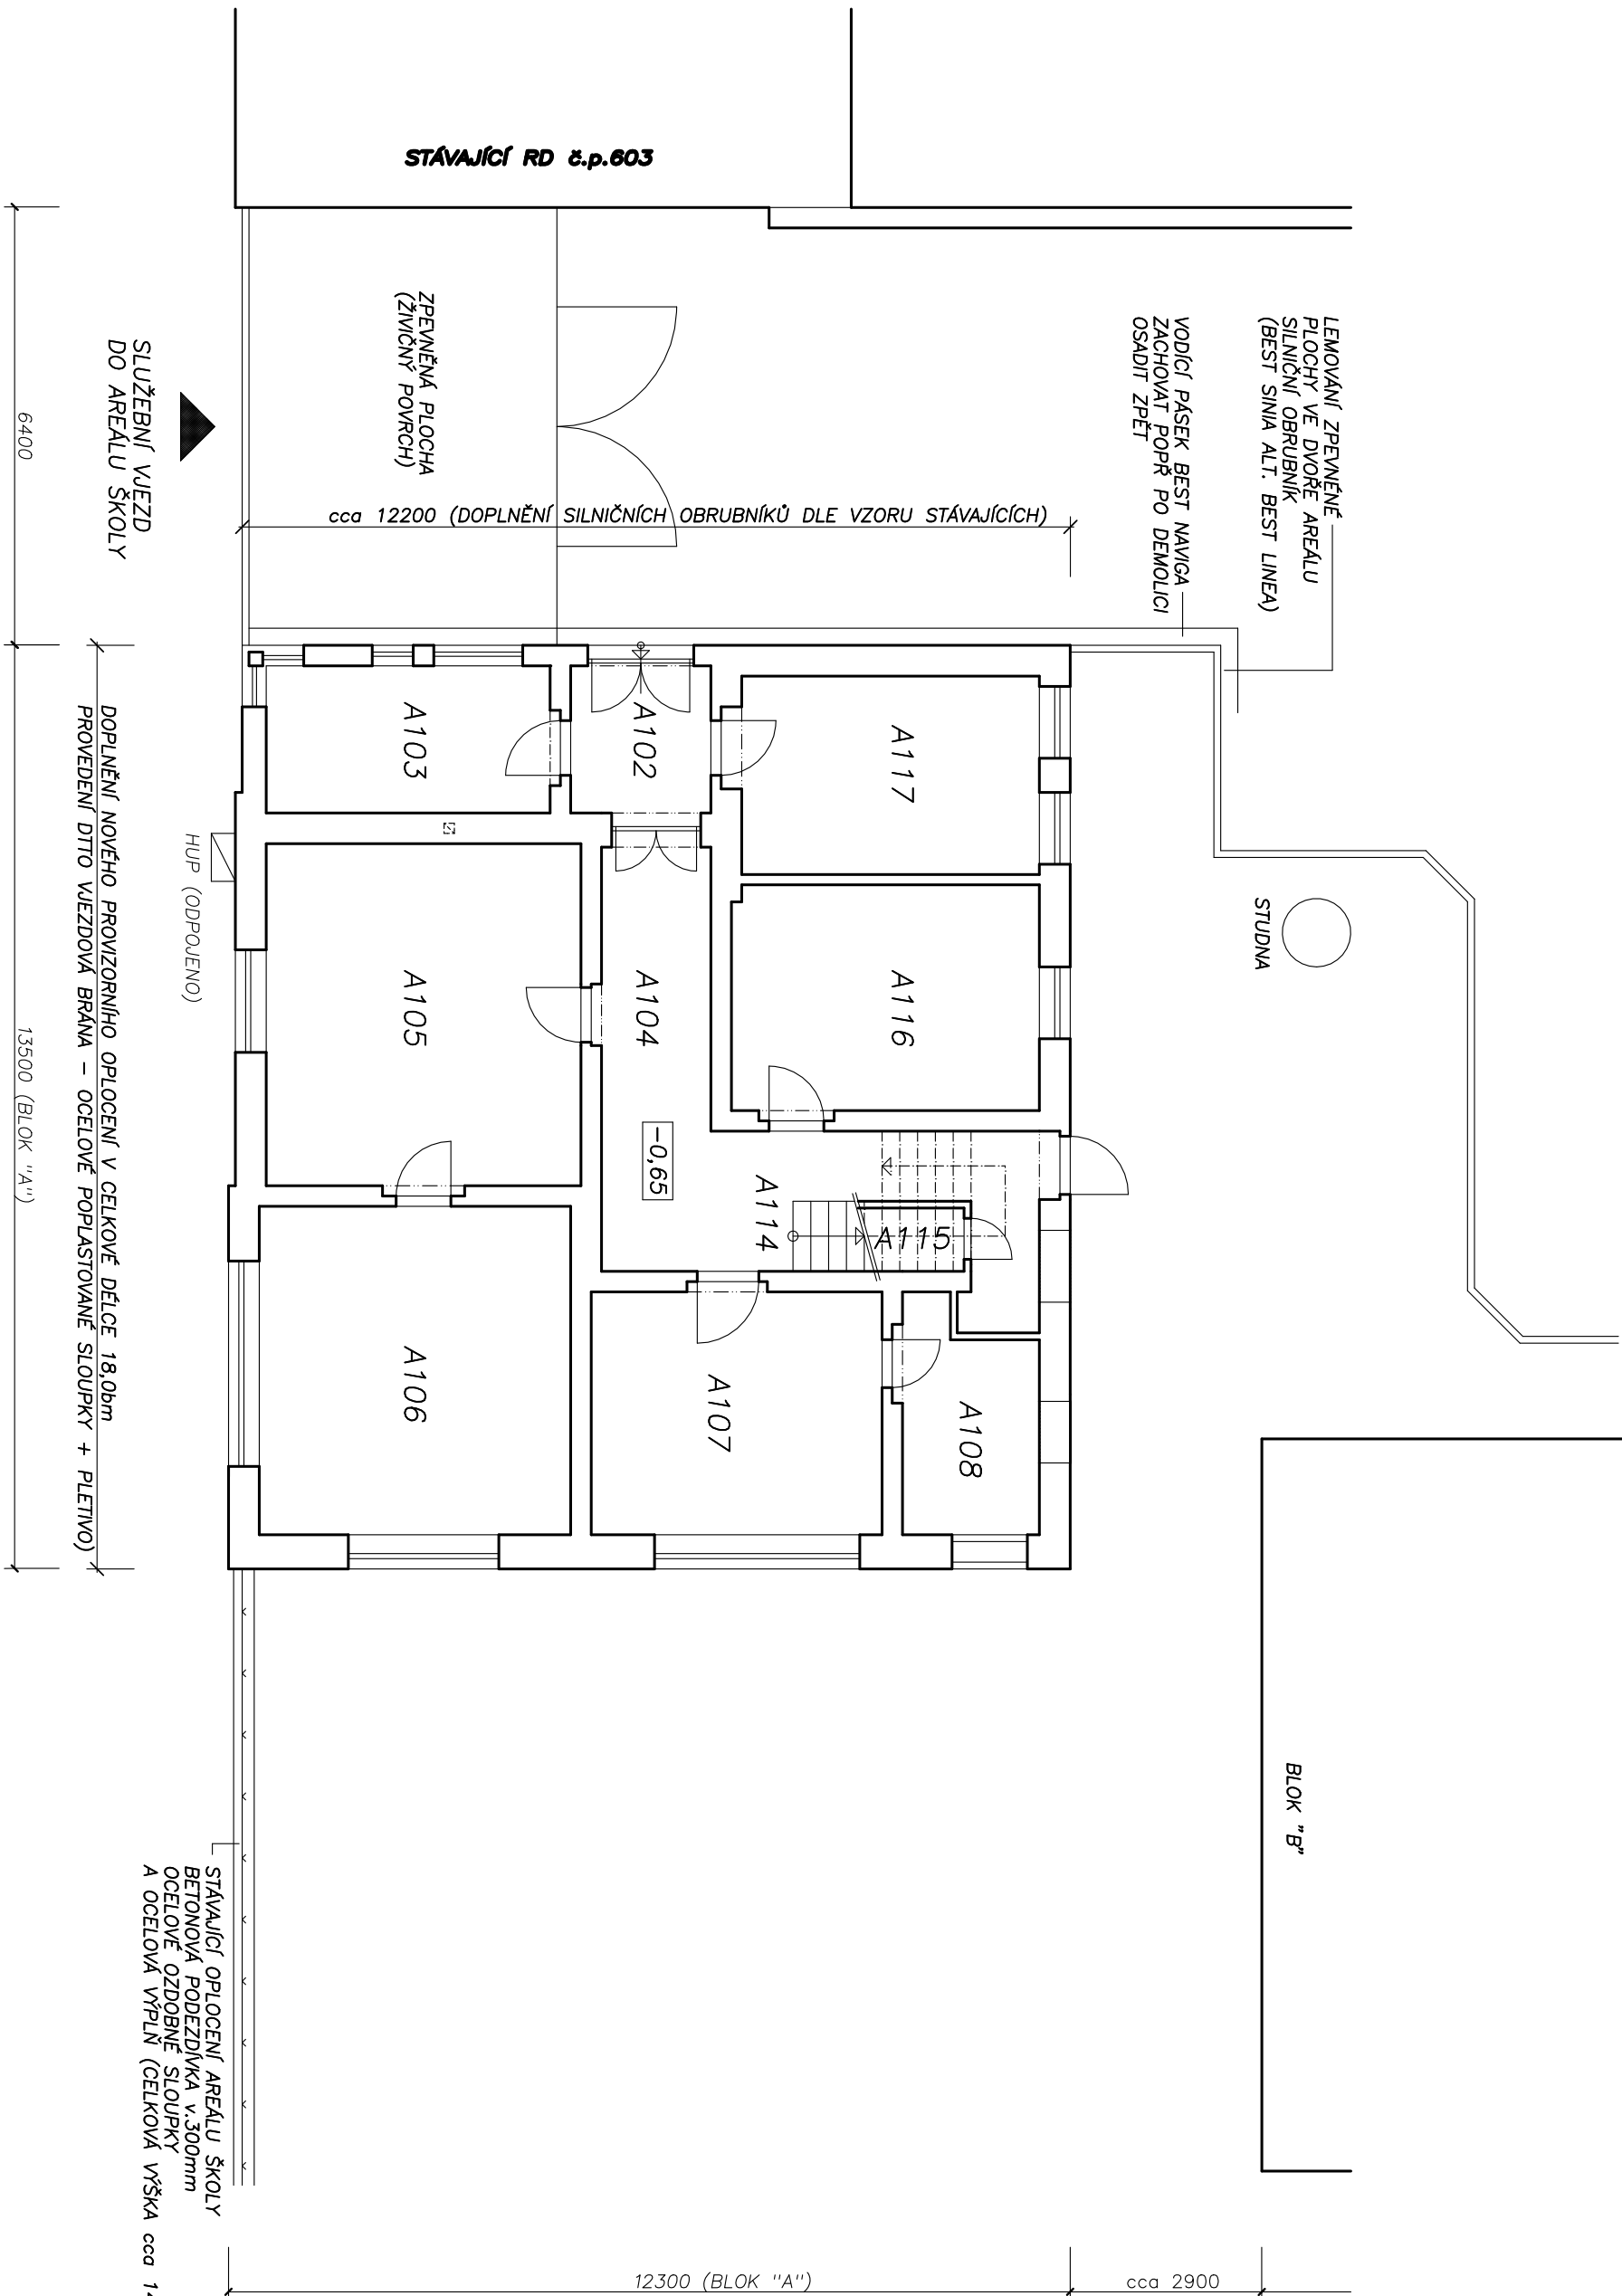 STÁVAJÍCÍ RD č.p.603
LEMOVÁNÍ ZPEVNĚNÉ
PLOCHY VE DVOŘE AREÁLU
SILNIČNÍ OBRUBNÍK
(BEST SINIA ALT. BEST LINEA)
VODÍCÍ PÁSEK BEST NAVIGA
ZACHOVAT POPŘ PO DEMOLICI
OSADIT ZPĚT
ZPEVNĚNÁ PLOCHA
(ŽIVIČNÝ POVRCH)
cca 12200 (DOPLNĚNÍ SILNIČNÍCH OBRUBNÍKŮ DLE VZORU STÁVAJÍCÍCH)
SLUŽEBNÍ VJEZD
DO AREÁLU ŠKOLY
6400
A103
A102
A117
A105
A104
A116
-0,65
A114
A115
A106
A107
A108
STUDNA
HUP (ODPOJENO)
DOPLNĚNÍ NOVÉHO PROVIZORNÍHO OPLOCENÍ V CELKOVÉ DÉLCE 18,0bm
PROVEDENÍ DTTO VJEZDOVÁ BRÁNA - OCELOVÉ POPLASTOVANÉ SLOUPKY + PLETIVO)
13500 (BLOK "A")
BLOK "B"
STÁVAJÍCÍ OPLOCENÍ AREÁLU ŠKOLY
BETONOVÁ PODEZDÍVKA v.300mm
OCELOVÉ OZDOBNÉ SLOUPKY
A OCELOVÁ VÝPLŇ (CELKOVÁ VÝŠKA cca
12300 (BLOK "A")
cca 2900